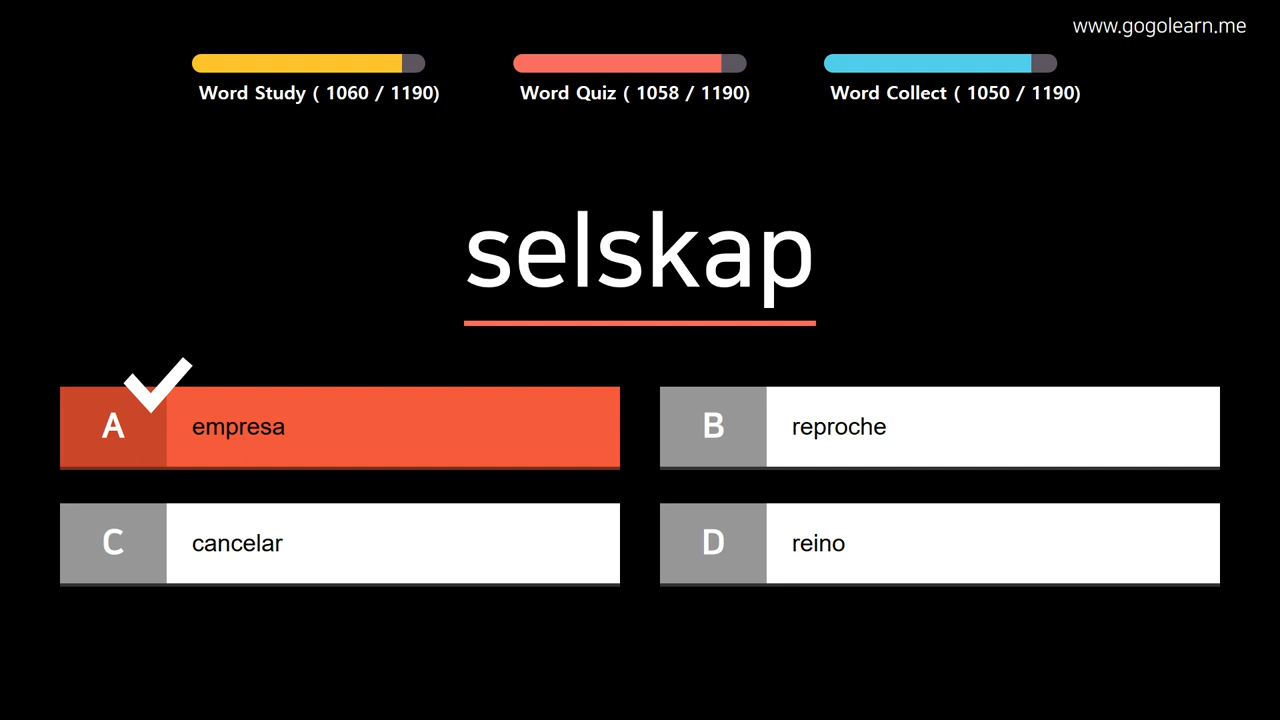 www.gogolearn.me
Word Study ( 1060 / 1190)
Word Quiz ( 1058 / 1190)
Word Collect ( 1050 / 1190)
selskap
A empresa
B reproche
C cancelar
D reino